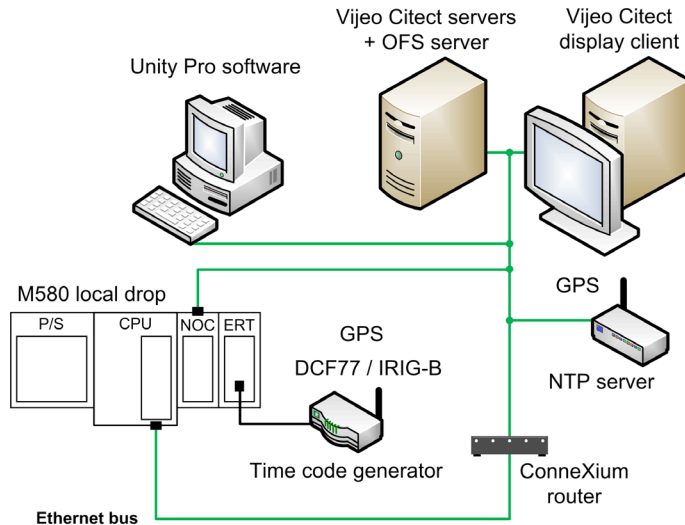 Vijeo Citect servers
+ OFS server
Vijeo Citect
display client
Unity Pro software
M580 local drop
P/S
CPU
NOC
ERT
GPS
DCF77 / IRIG-B
Time code generator
GPS
NTP server
ConneXium
router
Ethernet bus